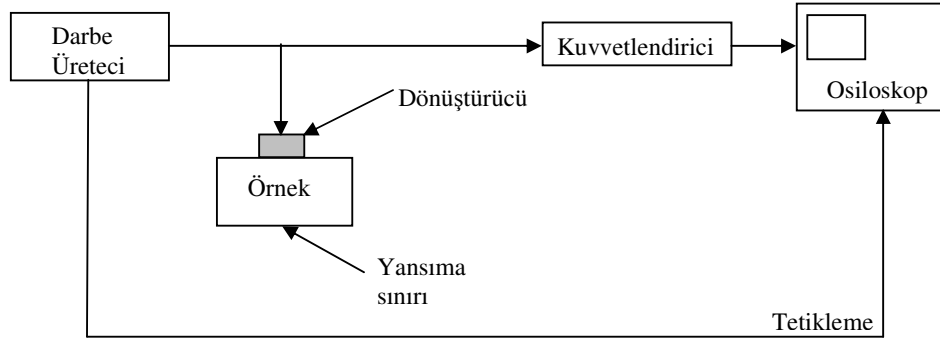 Darbe
Üreteci
Kuvvetlendirici
Osiloskop
Dönüştürücü
Örnek
Yansıma
sınırı
Tetikleme